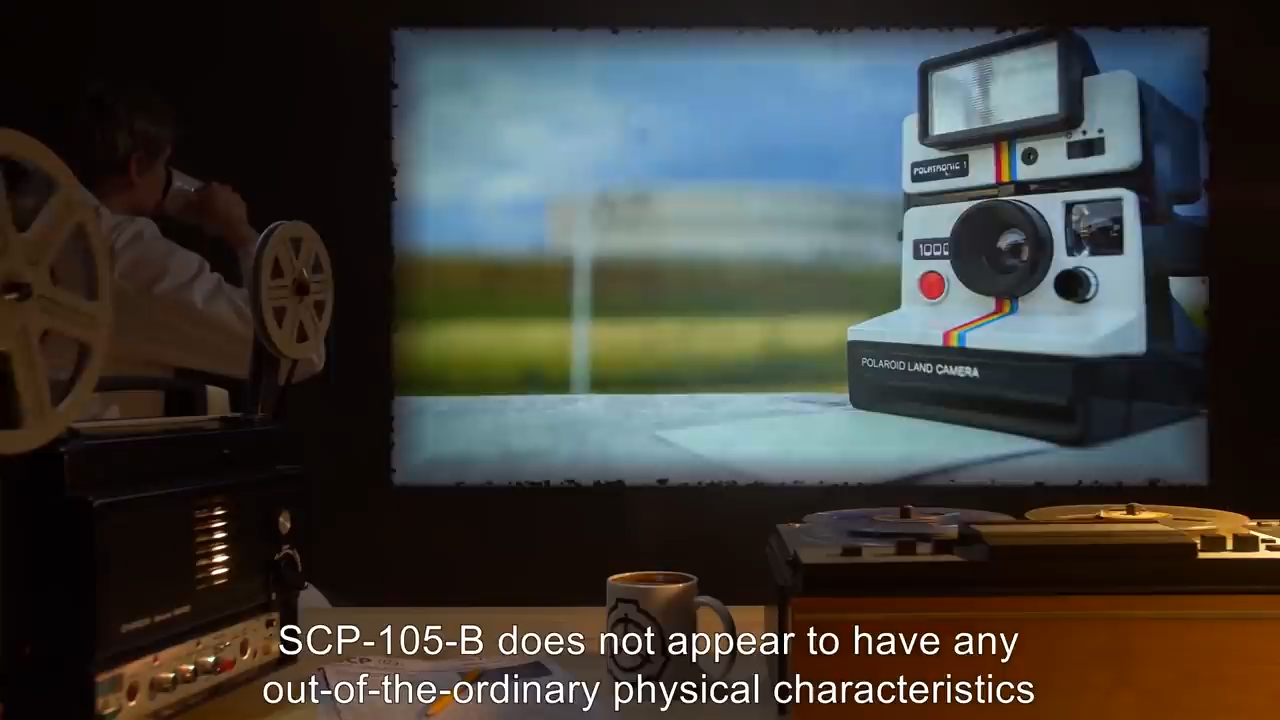 POLATRONIC 1
1000
POLAROID LAND CAMERA
SCP
SCP-105-B does not appear to have any
out-of-the-ordinary physical characteristics